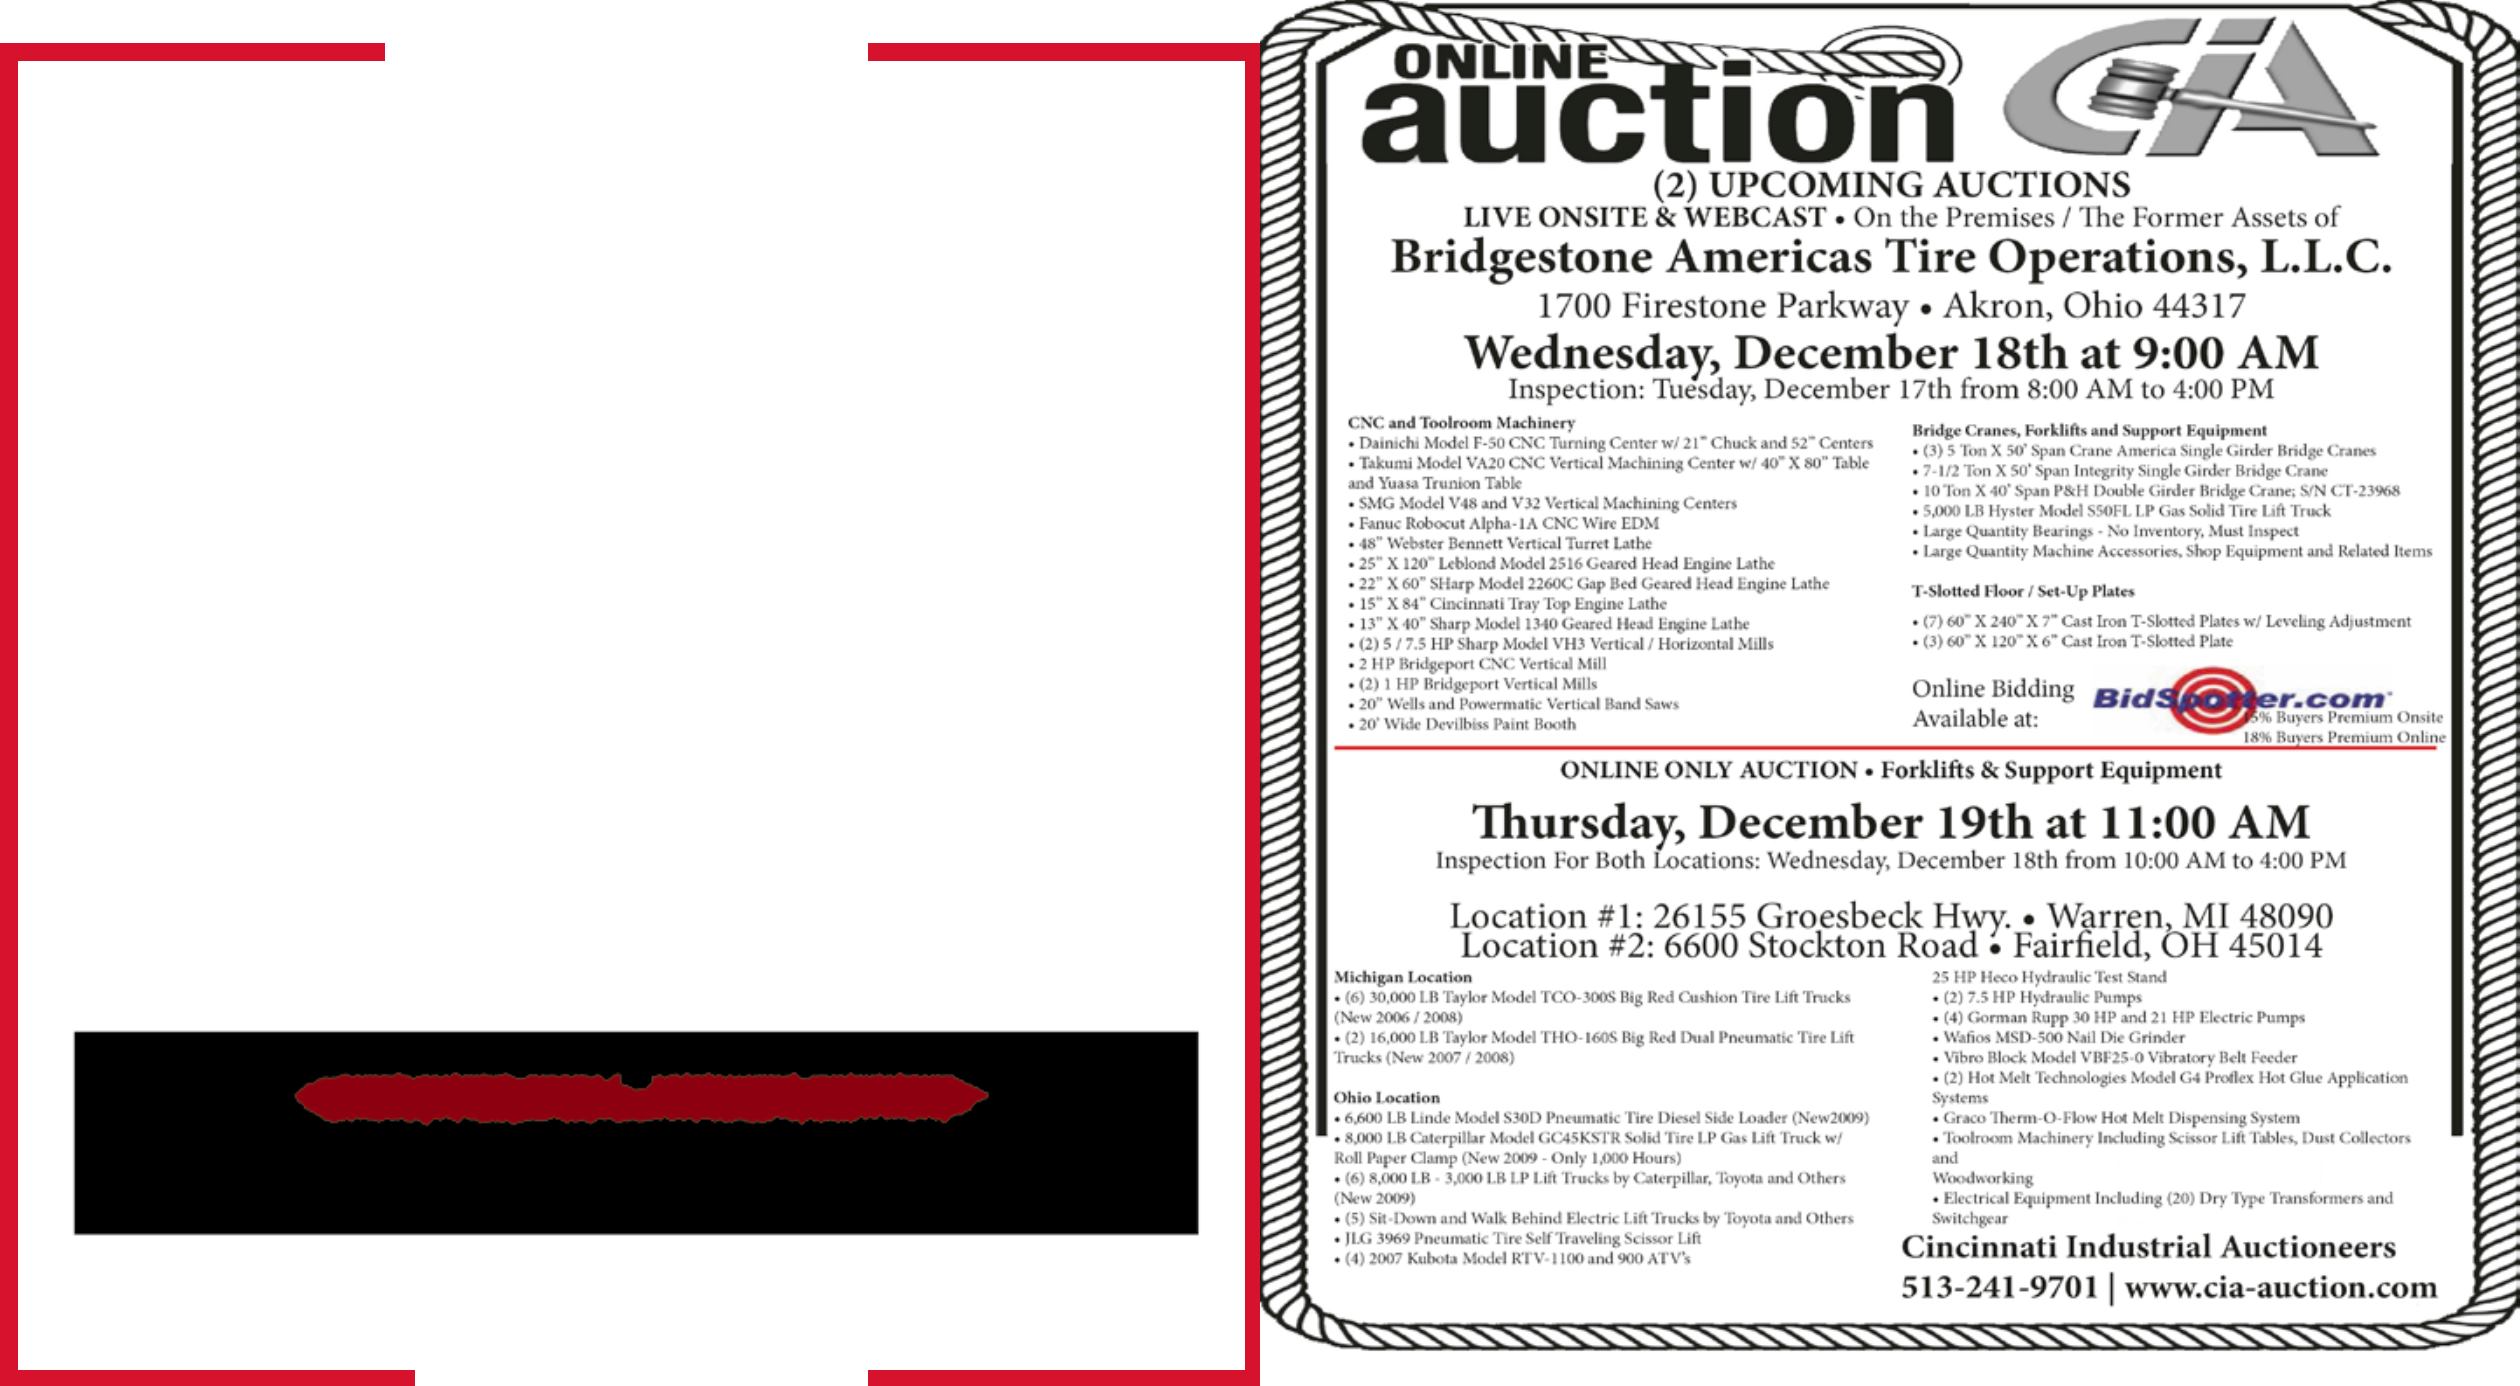 ONLINE
auction
CiA
(2) UPCOMING AUCTIONS
LIVE ONSITE & WEBCAST • On the Premises / The Former Assets of
Bridgestone Americas Tire Operations, L.L.C.
1700 Firestone Parkway • Akron, Ohio 44317
Wednesday, December 18th at 9:00 AM
Inspection: Tuesday, December 17th from 8:00 AM to 4:00 PM
CNC and Toolroom Machinery
• Dainichi Model F-50 CNC Turning Center w/ 21" Chuck and 52" Centers
• Takumi Model VA20 CNC Vertical Machining Center w/ 40" X 80" Table
and Yuasa Trunion Table
• SMG Model V48 and V32 Vertical Machining Centers
• Fanuc Robocut Alpha-1A CNC Wire EDM
• 48" Webster Bennett Vertical Turret Lathe
• 25" X 120" Leblond Model 2516 Geared Head Engine Lathe
• 22" X 60" SHarp Model 2260C Gap Bed Geared Head Engine Lathe
• 15" X 84" Cincinnati Tray Top Engine Lathe
• 13" X 40" Sharp Model 1340 Geared Head Engine Lathe
• (2) 5 / 7.5 HP Sharp Model VH3 Vertical / Horizontal Mills
• 2 HP Bridgeport CNC Vertical Mill
• (2) 1 HP Bridgeport Vertical Mills
• 20" Wells and Powermatic Vertical Band Saws
• 20' Wide Devilbiss Paint Booth
Bridge Cranes, Forklifts and Support Equipment
• (3) 5 Ton X 50' Span Crane America Single Girder Bridge Cranes
• 7-1/2 Ton X 50' Span Integrity Single Girder Bridge Crane
• 10 Ton X 40' Span P&H Double Girder Bridge Crane; S/N CT-23968
• 5,000 LB Hyster Model S50FL LP Gas Solid Tire Lift Truck
• Large Quantity Bearings - No Inventory, Must Inspect
• Large Quantity Machine Accessories, Shop Equipment and Related Items
T-Slotted Floor / Set-Up Plates
• (7) 60" X 240" X 7" Cast Iron T-Slotted Plates w/ Leveling Adjustment
• (3) 60" X 120" X 6" Cast Iron T-Slotted Plate
Online Bidding
Available at:
BidSpotter.com
15% Buyers Premium Onsite
18% Buyers Premium Online
ONLINE ONLY AUCTION • Forklifts & Support Equipment
Thursday, December 19th at 11:00 AM
Inspection For Both Locations: Wednesday, December 18th from 10:00 AM to 4:00 PM
Location #1: 26155 Groesbeck Hwy. • Warren, MI 48090
Location #2: 6600 Stockton Road • Fairfield, OH 45014
Michigan Location
• (6) 30,000 LB Taylor Model TCO-300S Big Red Cushion Tire Lift Trucks
(New 2006 / 2008)
• (2) 16,000 LB Taylor Model THO-160S Big Red Dual Pneumatic Tire Lift
Trucks (New 2007 / 2008)
Ohio Location
• 6,600 LB Linde Model S30D Pneumatic Tire Diesel Side Loader (New2009)
• 8,000 LB Caterpillar Model GC45KSTR Solid Tire LP Gas Lift Truck w/
Roll Paper Clamp (New 2009 - Only 1,000 Hours)
• (6) 8,000 LB - 3,000 LB LP Lift Trucks by Caterpillar, Toyota and Others
(New 2009)
• (5) Sit-Down and Walk Behind Electric Lift Trucks by Toyota and Others
• JLG 3969 Pneumatic Tire Self Traveling Scissor Lift
• (4) 2007 Kubota Model RTV-1100 and 900 ATV's
25 HP Heco Hydraulic Test Stand
• (2) 7.5 HP Hydraulic Pumps
• (4) Gorman Rupp 30 HP and 21 HP Electric Pumps
• Wafios MSD-500 Nail Die Grinder
• Vibro Block Model VBF25-0 Vibratory Belt Feeder
• (2) Hot Melt Technologies Model G4 Proflex Hot Glue Application
Systems
• Graco Therm-O-Flow Hot Melt Dispensing System
• Toolroom Machinery Including Scissor Lift Tables, Dust Collectors
and
Woodworking
• Electrical Equipment Including (20) Dry Type Transformers and
Switchgear
Cincinnati Industrial Auctioneers
513-241-9701 | www.cia-auction.com